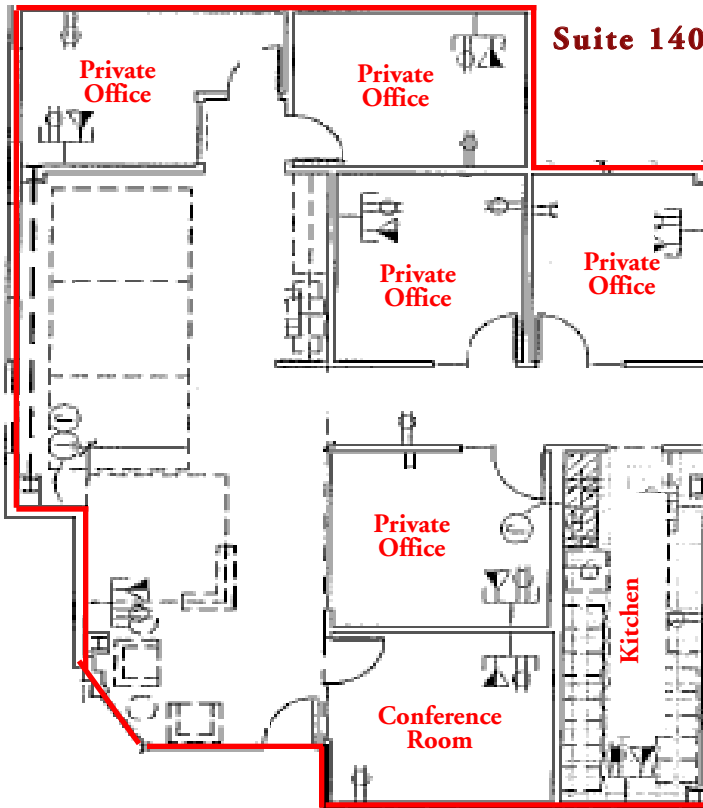 Suite 140
Private
Office
Private
Office
Private
Office
Private
Office
Private
Office
Kitchen
Conference
Room